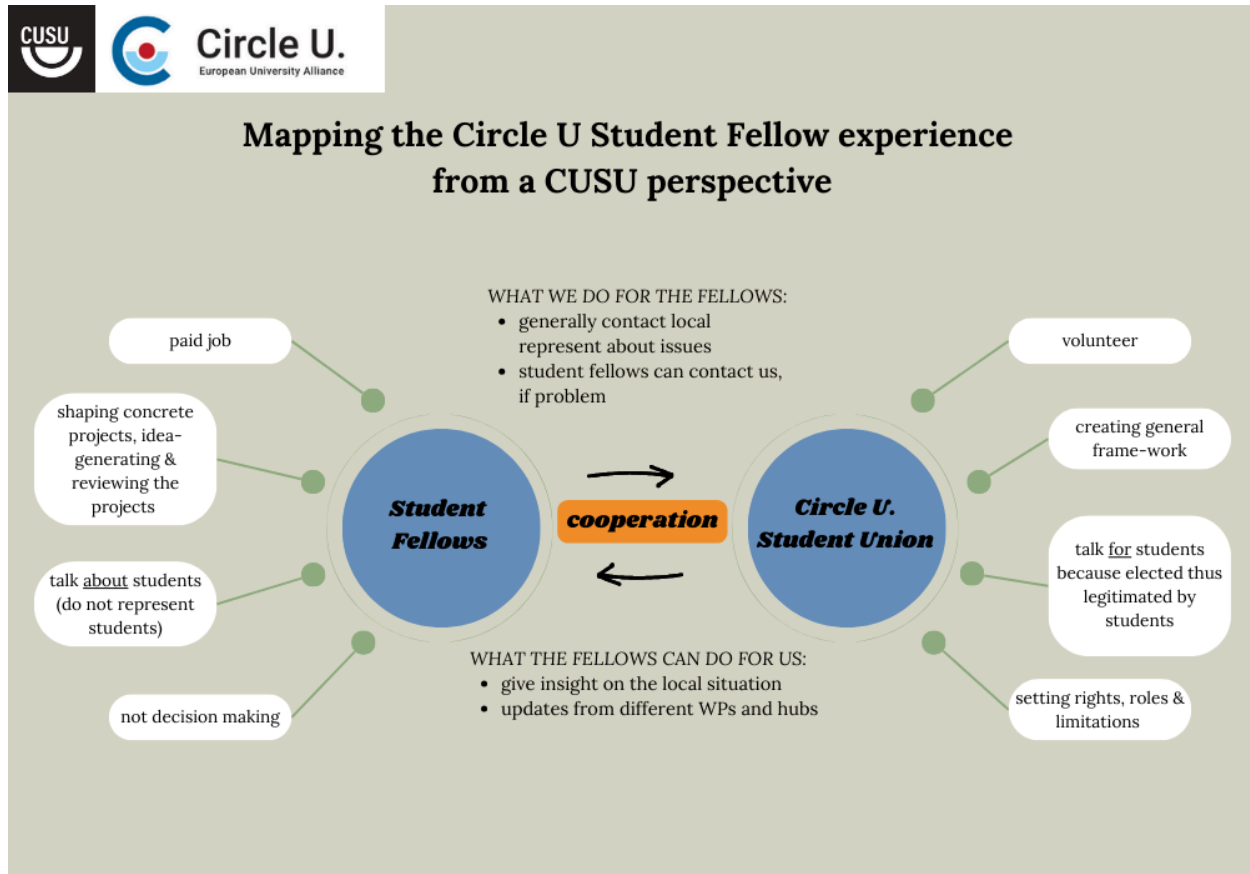 CUSU
Circle U.
European University Alliance
Mapping the Circle U Student Fellow experience
from a CUSU perspective
WHAT WE DO FOR THE FELLOWS:
• generally contact local
represent about issues
• student fellows can contact us,
if problem
paid job
shaping concrete
projects, idea-
generating &
reviewing the
projects
talk about students
(do not represent
students)
not decision making
Student
Fellows
cooperation
Circle U.
Student Union
volunteer
creating general
frame-work
talk for students
because elected thus
legitimated by
students
setting rights, roles &
limitations
WHAT THE FELLOWS CAN DO FOR US:
• give insight on the local situation
• updates from different WPs and hubs